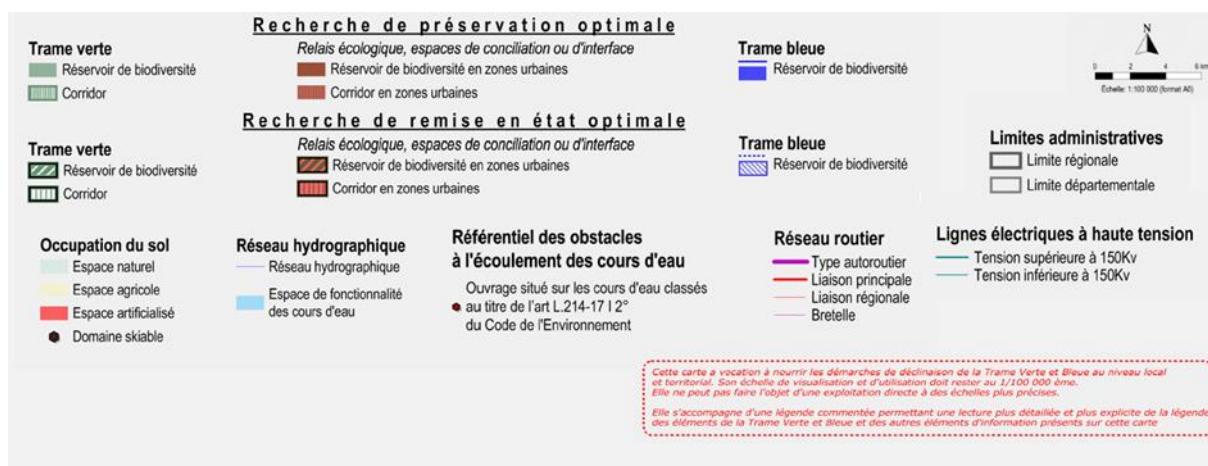 Recherche de préservation optimale
Trame verte
Réservoir de biodiversité
Corridor
Relais écologique, espaces de conciliation ou d'interface
Réservoir de biodiversité en zones urbaines
Corridor en zones urbaines
Trame bleue
Réservoir de biodiversité
N
0 2 4 6 km
Échelle: 1:100 000 (format A0)
Recherche de remise en état optimale
Trame verte
Réservoir de biodiversité
Corridor
Relais écologique, espaces de conciliation ou d'interface
Réservoir de biodiversité en zones urbaines
Corridor en zones urbaines
Trame bleue
Réservoir de biodiversité
Limites administratives
Limite régionale
Limite départementale
Occupation du sol
Espace naturel
Espace agricole
Espace artificialisé
Domaine skiable
Réseau hydrographique
Réseau hydrographique
Espace de fonctionnalité
des cours d'eau
Référentiel des obstacles
à l'écoulement des cours d'eau
Ouvrage situé sur les cours d'eau classés
au titre de l'art L.214-17 I 2°
du Code de l'Environnement
Réseau routier
Type autoroutier
Liaison principale
Liaison régionale
Bretelle
Lignes électriques à haute tension
Tension supérieure à 150Kv
Tension inférieure à 150Kv
Cette carte a vocation à nourrir les démarches de déclinaison de la Trame Verte et Bleue au niveau local
et territorial. Son échelle de visualisation et d'utilisation doit rester au 1/100 000 ème.
Elle ne peut pas faire l'objet d'une exploitation directe à des échelles plus précises.
Elle s'accompagne d'une légende commentée permettant une lecture plus détaillée et plus explicite de la légende
des éléments de la Trame Verte et Bleue et des autres éléments d'information présents sur cette carte